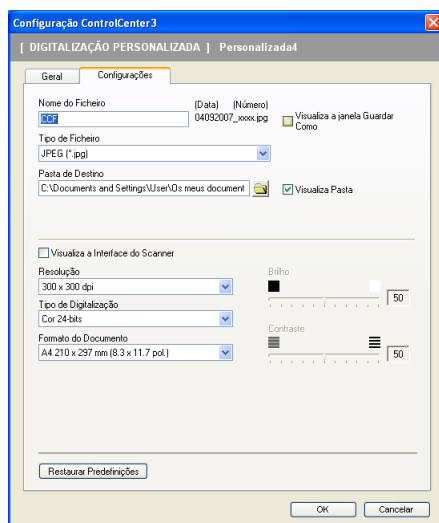 Configuração ControlCenter3
[ DIGITALIZAÇÃO PERSONALIZADA ] Personalizada4
Geral
Configurações
Nome do Ficheiro
(Data) (Número)
CCF
04092007_xxxx.jpg
Visualiza a janela Guardar
Como
Tipo de Ficheiro
JPEG (*.jpg)
Pasta de Destino
C:\Documents and Settings\User\Os meus document
Visualiza Pasta
Visualiza a Interface do Scanner
Resolução
300 x 300 dpi
Brilho
50
Tipo de Digitalização
Cor 24-bits
Formato do Documento
A4 210 x 297 mm (8.3 x 11.7 pol.)
Contraste
50
Restaurar Predefinições
OK
Cancelar